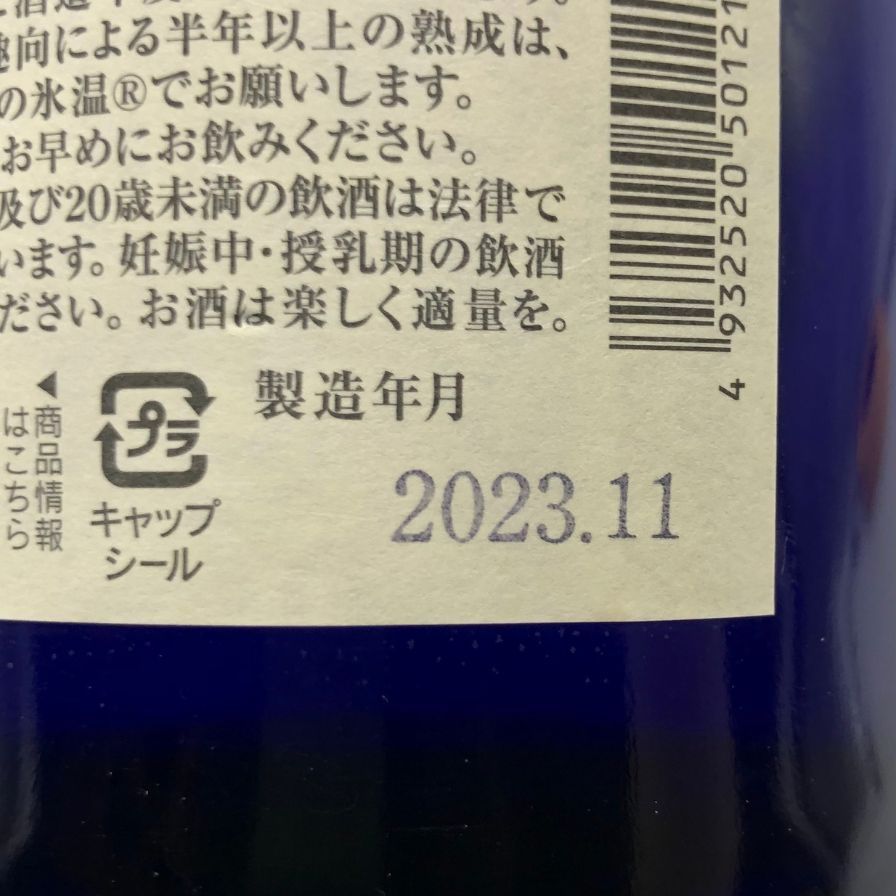 趣向による半年以上の熟成は、
の氷温®でお願いします。
お早めにお飲みください。
及び20歳未満の飲酒は法律で
います。妊娠中・授乳期の飲酒
ださい。お酒は楽しく適量を。
4 932520 50121
製造年月
2023.11
プラ
キャップ
シール
◀商品情報
はこちら